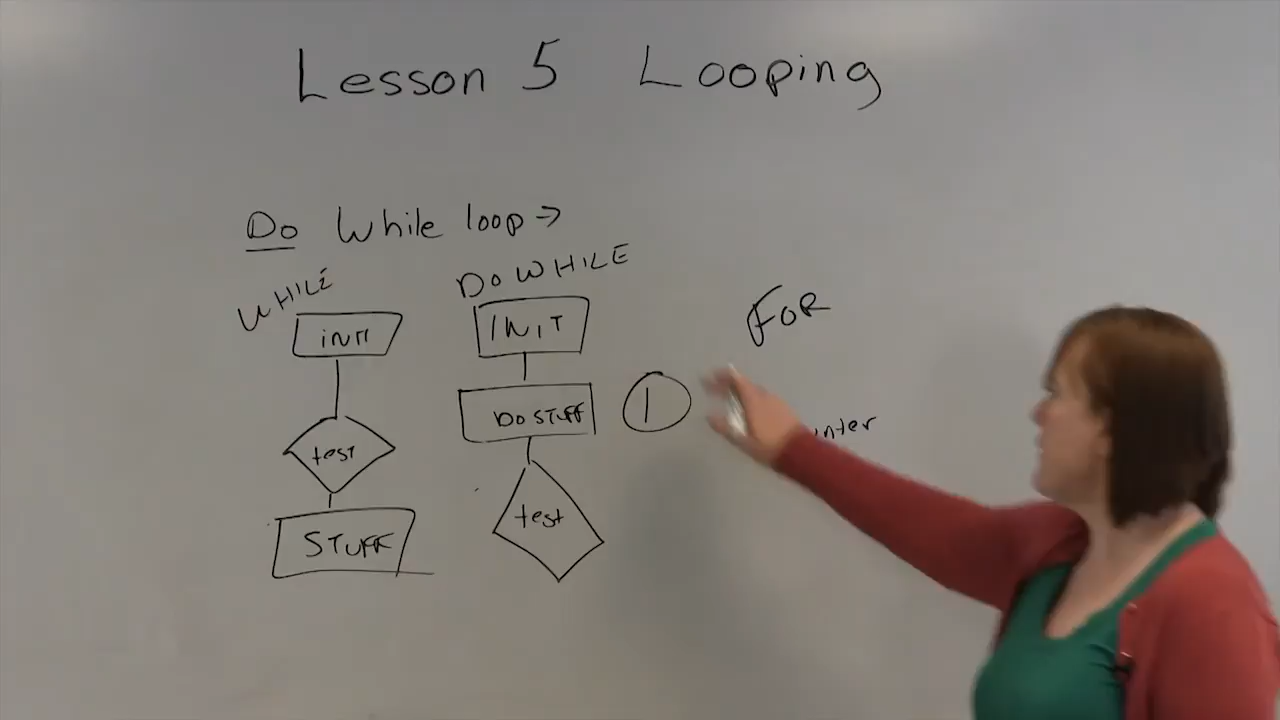 Lesson 5 Looping
Do While loop →
WHILE
INIT
test
STUFF
DO WHILE
INIT
DO STUFF
test
1
FOR